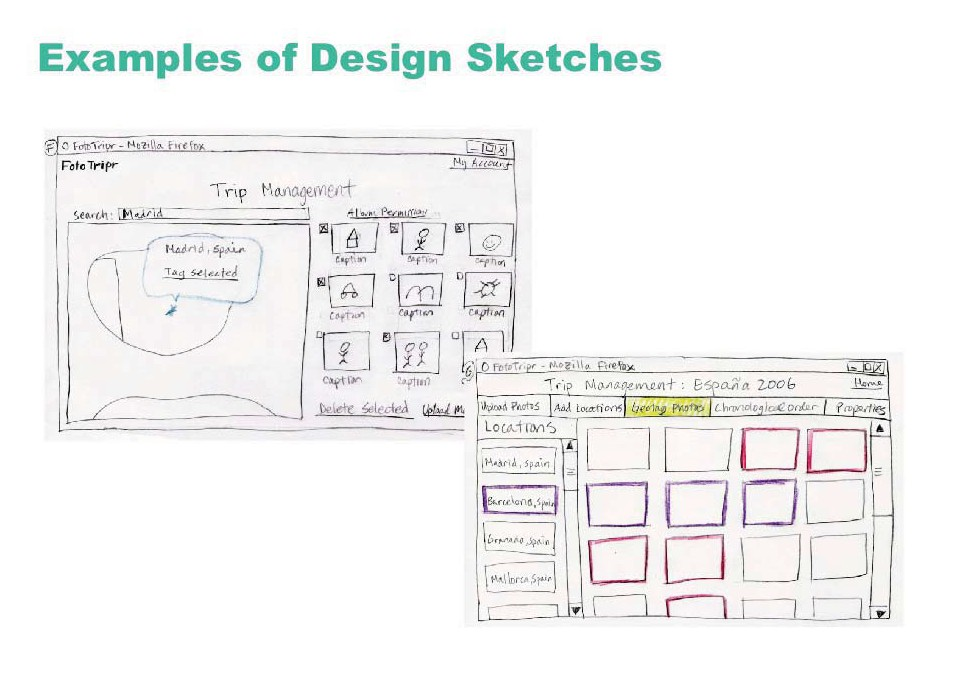 Examples of Design Sketches
F
O FotoTripr - Mozilla Firefox
FotoTripr
My Account
Trip Management
Search: Madrid
Album Permission
Madrid, Spain
Tag Selected
Caption Caption Caption
Caption Caption Caption
Caption Caption
Delete Selected Upload M
G
O FotoTripr - Mozilla Firefox
Trip Management: España 2006 Home
Upload Photos Add Locations Geotag Photos Chronological order Properties
Locations
Madrid, Spain
Barcelona, Spain
Granada, Spain
Mallorca, Spain